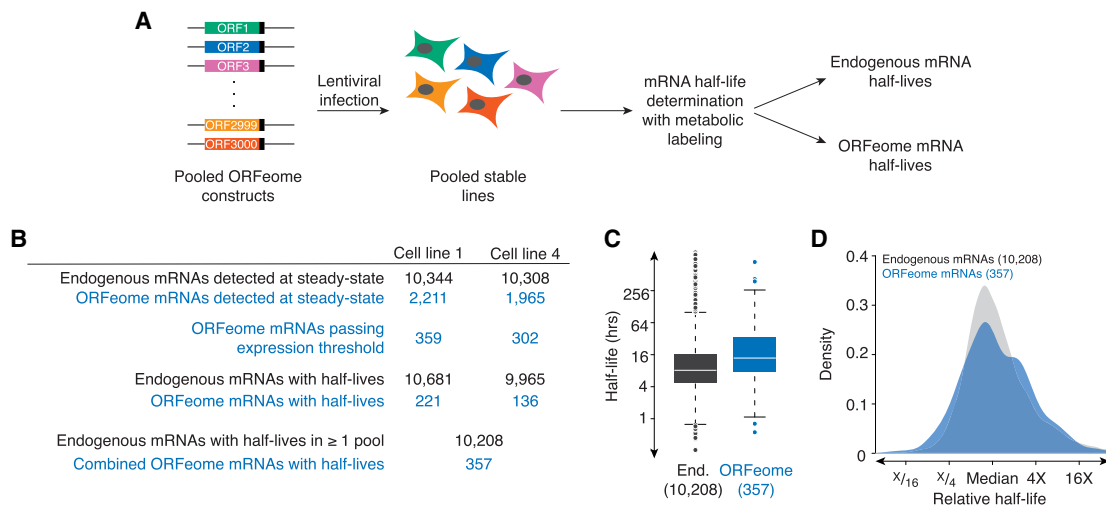 A
ORF1
ORF2
ORF3
ORF2999
ORF3000
Pooled ORFeome
constructs
Lentiviral
infection
Pooled stable
lines
mRNA half-life
determination
with metabolic
labeling
Endogenous mRNA
half-lives
ORFeome mRNA
half-lives
B
Cell line 1 Cell line 4
Endogenous mRNAs detected at steady-state 10,344 10,308
ORFeome mRNAs detected at steady-state 2,211 1,965
ORFeome mRNAs passing
expression threshold 359 302
Endogenous mRNAs with half-lives 10,681 9,965
ORFeome mRNAs with half-lives 221 136
Endogenous mRNAs with half-lives in ≥ 1 pool 10,208
Combined ORFeome mRNAs with half-lives 357
C
Half-life (hrs)
256
64
16
4
1
End. ORFeome
(10,208) (357)
D
Endogenous mRNAs (10,208)
ORFeome mRNAs (357)
Density
0.4
0.3
0.2
0.1
0
X/16 X/4 Median 4X 16X
Relative half-life